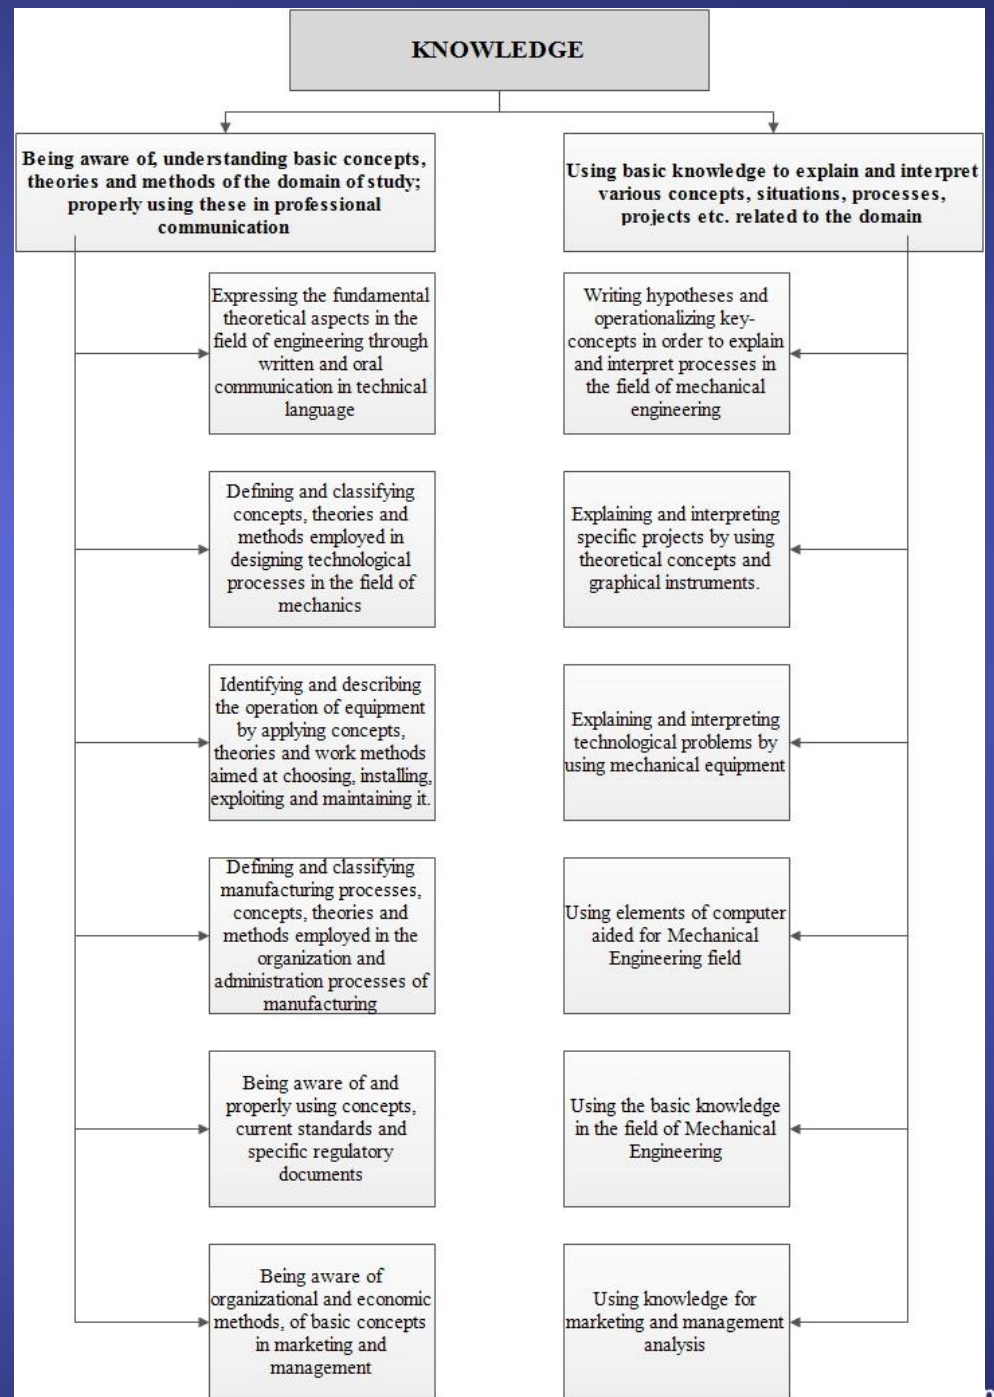 KNOWLEDGE
Being aware of, understanding basic concepts,
theories and methods of the domain of study;
properly using these in professional
communication
Using basic knowledge to explain and interpret
various concepts, situations, processes,
projects etc. related to the domain
Expressing the fundamental
theoretical aspects in the
field of engineering through
written and oral
communication in technical
language
Writing hypotheses and
operationalizing key-
concepts in order to explain
and interpret processes in
the field of mechanical
engineering
Defining and classifying
concepts, theories and
methods employed in
designing technological
processes in the field of
mechanics
Explaining and interpreting
specific projects by using
theoretical concepts and
graphical instruments.
Identifying and describing
the operation of equipment
by applying concepts,
theories and work methods
aimed at choosing, installing,
exploiting and maintaining it.
Explaining and interpreting
technological problems by
using mechanical equipment
Defining and classifying
manufacturing processes,
concepts, theories and
methods employed in the
organization and
administration processes of
manufacturing
Using elements of computer
aided for Mechanical
Engineering field
Being aware of and
properly using concepts,
current standards and
specific regulatory
documents
Using the basic knowledge
in the field of Mechanical
Engineering
Being aware of
organizational and economic
methods, of basic concepts
in marketing and
management
Using knowledge for
marketing and management
analysis